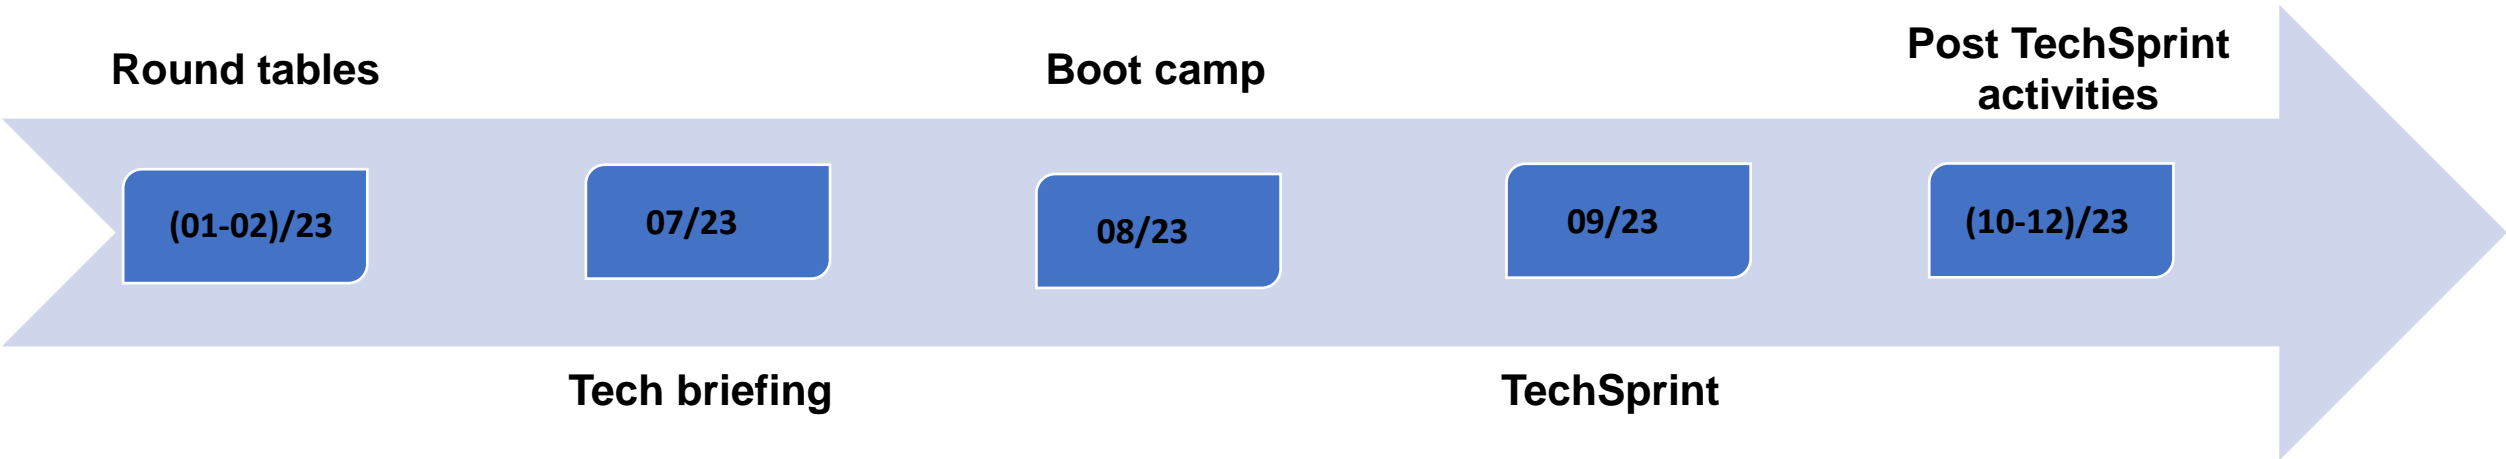 Round tables
Boot camp
Post TechSprint
activities
(01-02)/23
07/23
08/23
09/23
(10-12)/23
Tech briefing
TechSprint